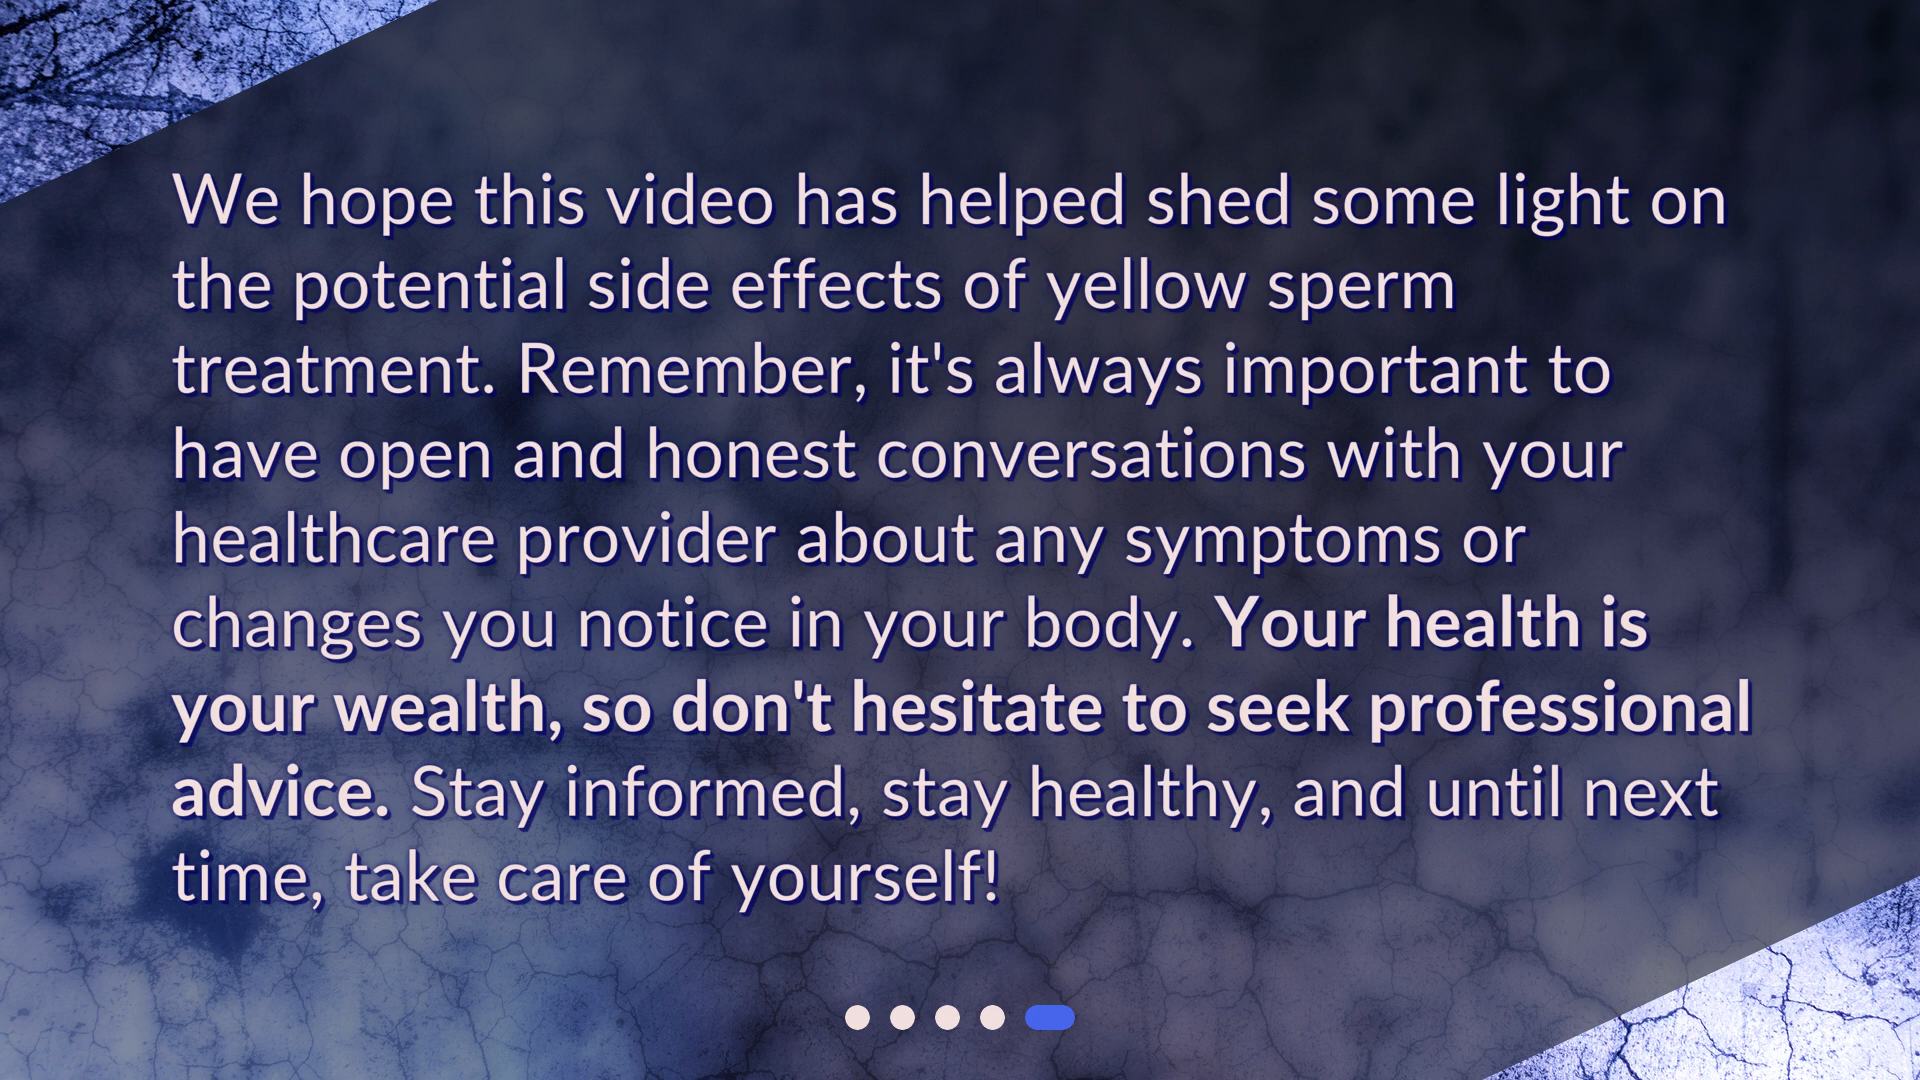 We hope this video has helped shed some light on
the potential side effects of yellow sperm
treatment. Remember, it's always important to
have open and honest conversations with your
healthcare provider about any symptoms or
changes you notice in your body. Your health is
your wealth, so don't hesitate to seek professional
advice. Stay informed, stay healthy, and until next
time, take care of yourself!